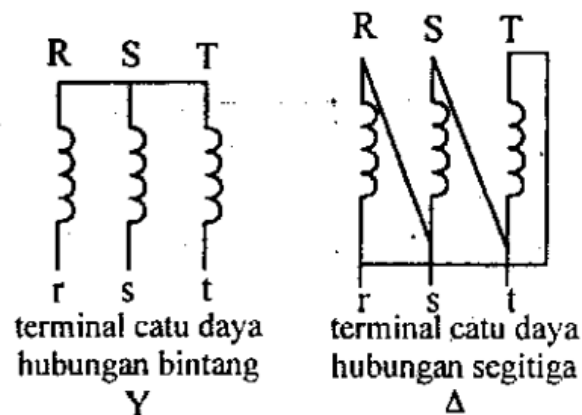 R S T
r s t
terminal catu daya
hubungan bintang
Y
R S T
r s t
terminal catu daya
hubungan segitiga
Δ